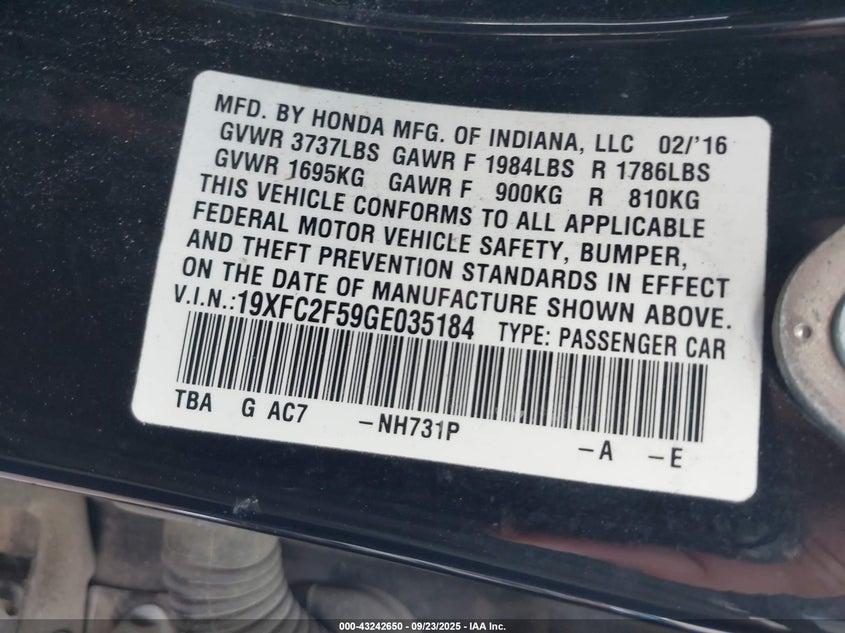 MFD. BY HONDA MFG. OF INDIANA, LLC 02/'16
GVWR 3737LBS GAWR F 1984LBS R 1786LBS
GVWR 1695KG GAWR F 900KG R 810KG
THIS VEHICLE CONFORMS TO ALL APPLICABLE
FEDERAL MOTOR VEHICLE SAFETY, BUMPER,
AND THEFT PREVENTION STANDARDS IN EFFECT
ON THE DATE OF MANUFACTURE SHOWN ABOVE.
V.I.N.:19XFC2F59GE035184 TYPE: PASSENGER CAR
TBA G AC7 -NH731P -A -E
000-43242650 - 09/23/2025 - IAA Inc.